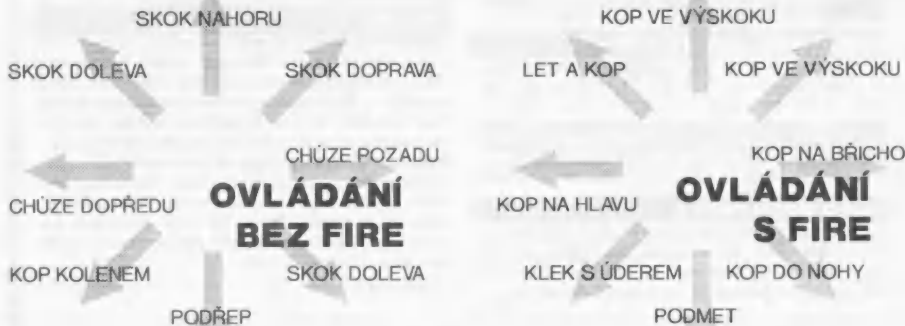 SKOK NAHORU
SKOK DOLEVA
SKOK DOPRAVA
CHŮZE POZADU
CHŮZE DOPŘEDU
OVLÁDÁNÍ
BEZ FIRE
KOP KOLENEM
SKOK DOLEVA
PODŘEP
KOP VE VÝSKOKU
LET A KOP
KOP VE VÝSKOKU
KOP NA BŘICHO
KOP NA HLAVU
OVLÁDÁNÍ
S FIRE
KLEK S ÚDEREM
KOP DO NOHY
PODMET